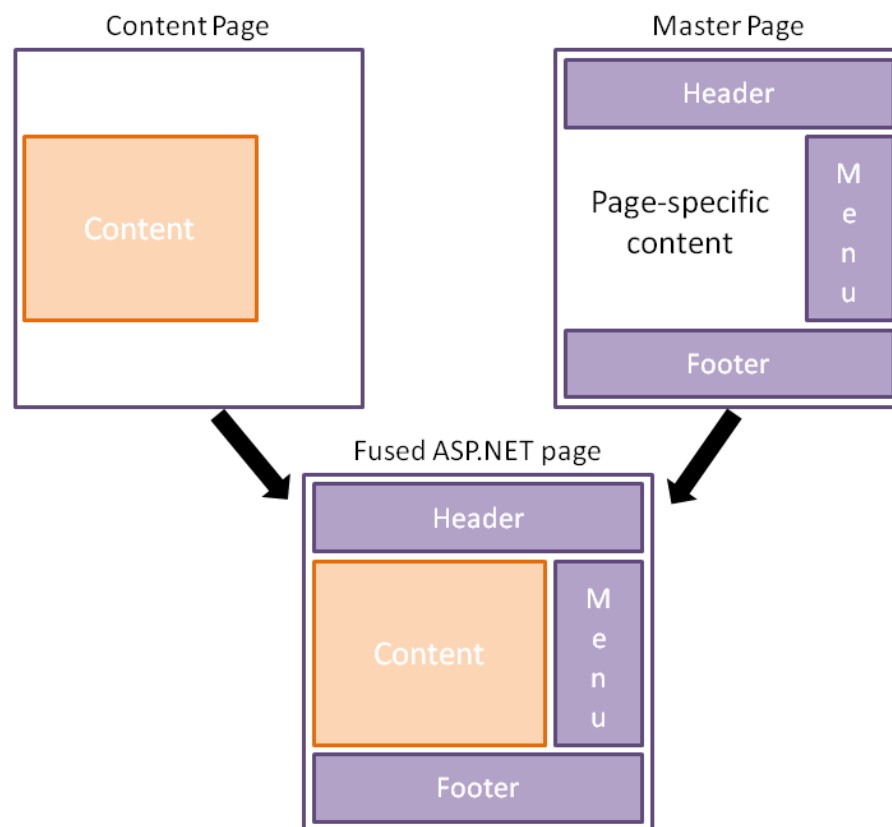 Content Page
Content
Master Page
Header
Page-specific
content
M
e
n
u
Footer
Fused ASP.NET page
Header
Content
M
e
n
u
Footer